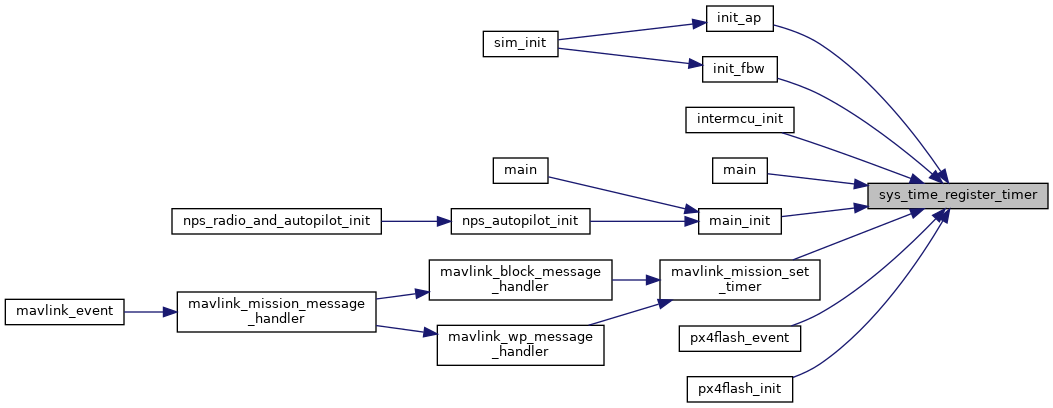 init_ap
sim_init
init_fbw
intermcu_init
main
main
sys_time_register_timer
nps_radio_and_autopilot_init
nps_autopilot_init
main_init
mavlink_block_message
_handler
mavlink_mission_set
_timer
mavlink_event
mavlink_mission_message
_handler
mavlink_wp_message
_handler
px4flash_event
px4flash_init